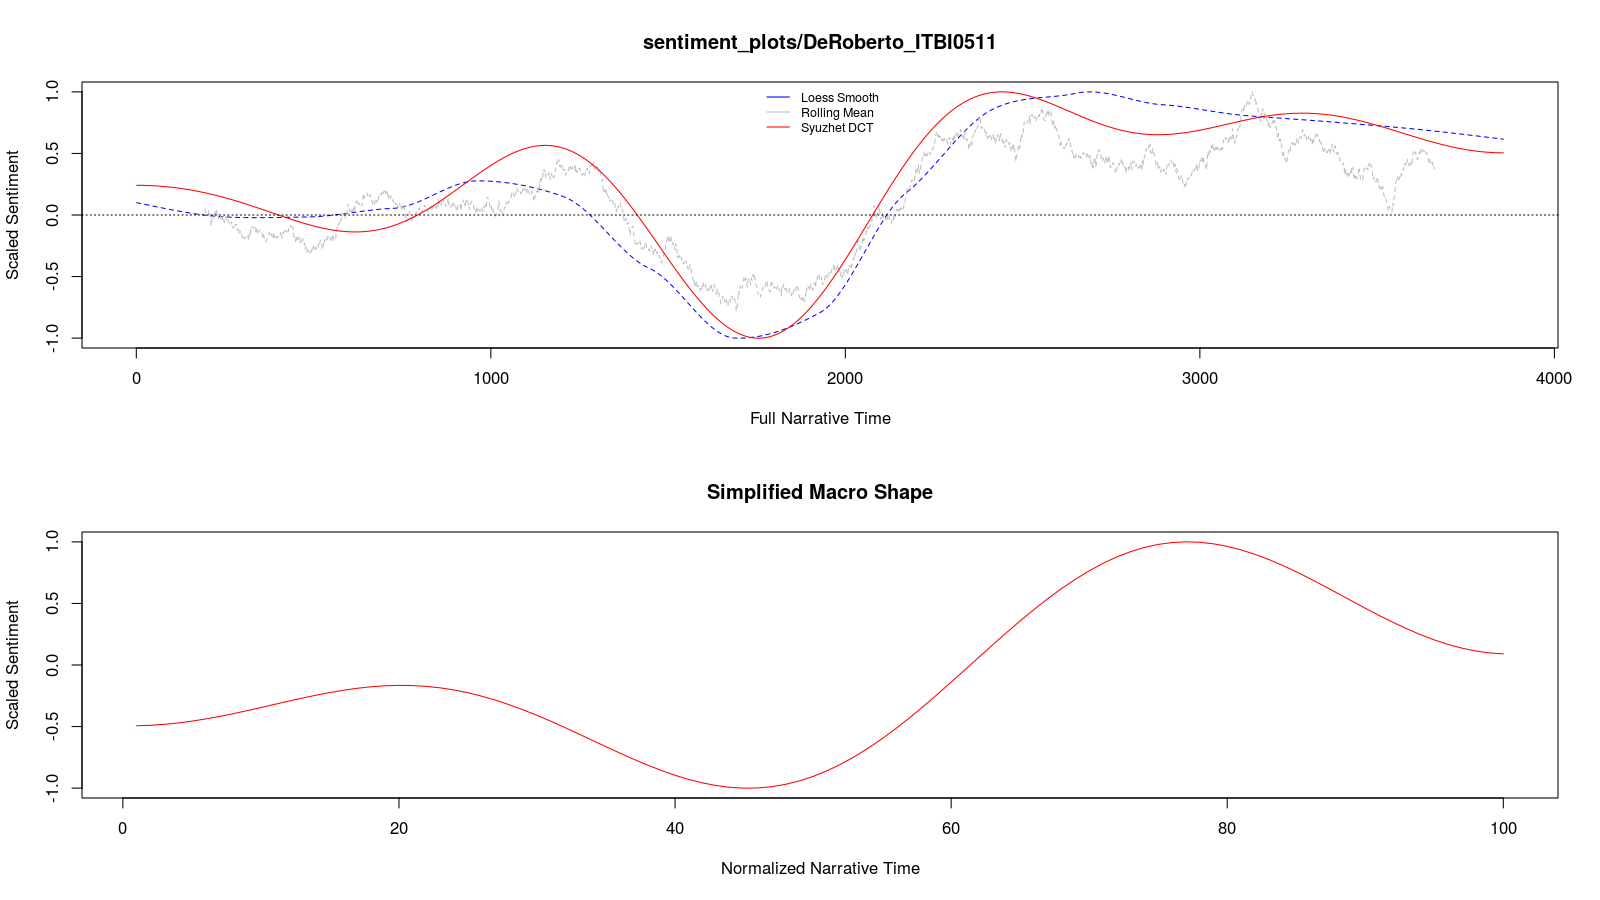 sentiment_plots/DeRoberto_ITBI0511
Scaled Sentiment
1.0
0.5
0.0
-0.5
-1.0
Loess Smooth
Rolling Mean
Syuzhet DCT
0 1000 2000 3000 4000
Full Narrative Time
Simplified Macro Shape
Scaled Sentiment
1.0
0.5
0.0
-0.5
-1.0
0 20 40 60 80 100
Normalized Narrative Time